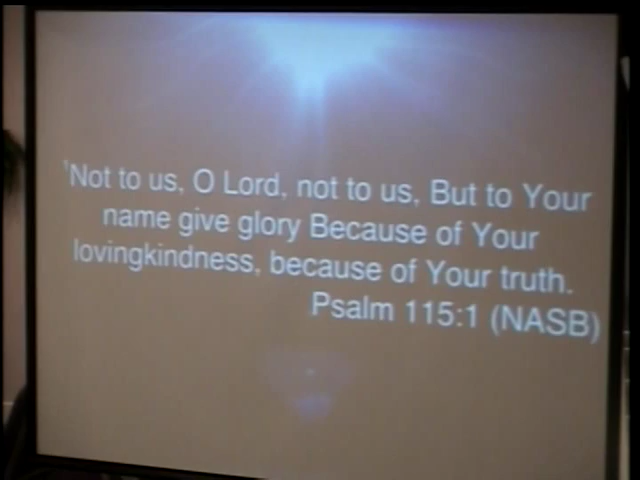 ¹Not to us, O Lord, not to us, But to Your
name give glory Because of Your
lovingkindness, because of Your truth.
Psalm 115:1 (NASB)